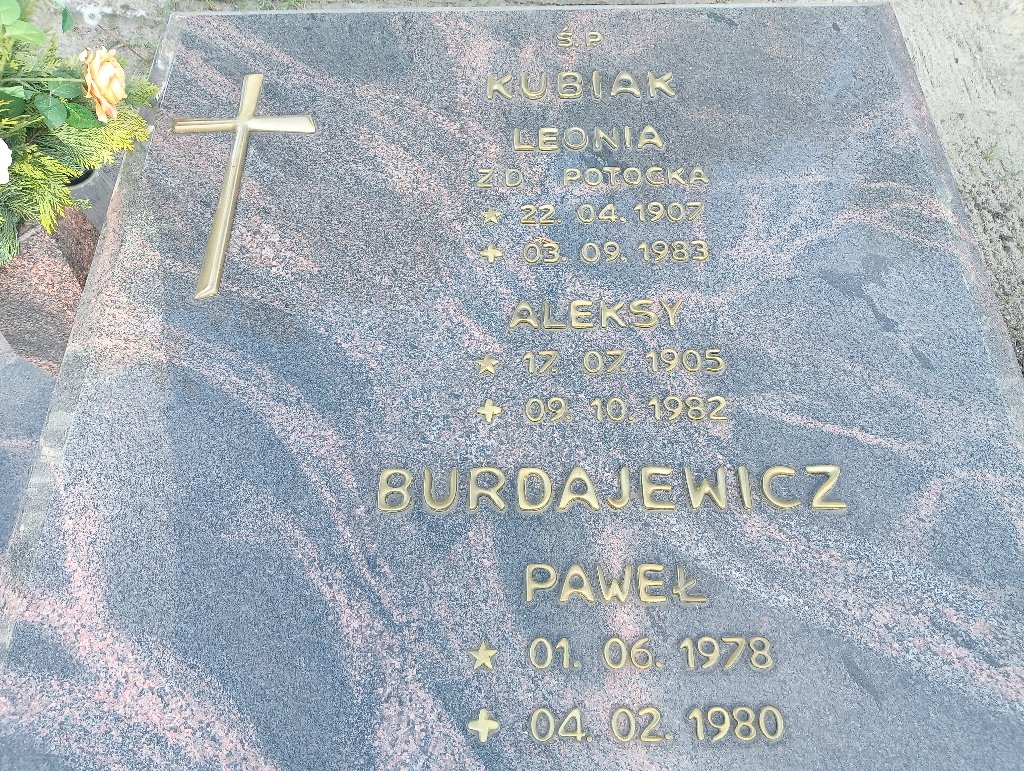 Ś.P
KUBIAK
LEONIA
Z.D. POTOCKA
★ 22. 04. 1907
+ 03. 09. 1983
ALEKSY
★ 17. 07. 1905
+ 09. 10. 1982
BURDAJEWICZ
PAWEŁ
★ 01. 06. 1978
+ 04. 02. 1980